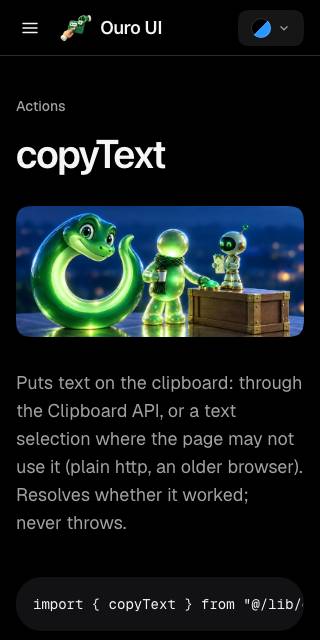 Ouro UI
Actions
copyText
Puts text on the clipboard: through
the Clipboard API, or a text
selection where the page may not
use it (plain http, an older browser).
Resolves whether it worked;
never throws.
import { copyText } from "@/lib/